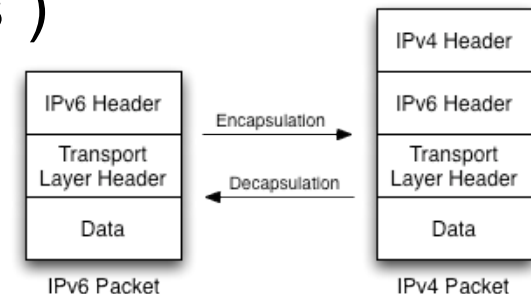 )
IPv6 Header
Transport
Layer Header
Data
IPv6 Packet
Encapsulation
Decapsulation
IPv4 Header
IPv6 Header
Transport
Layer Header
Data
IPv4 Packet